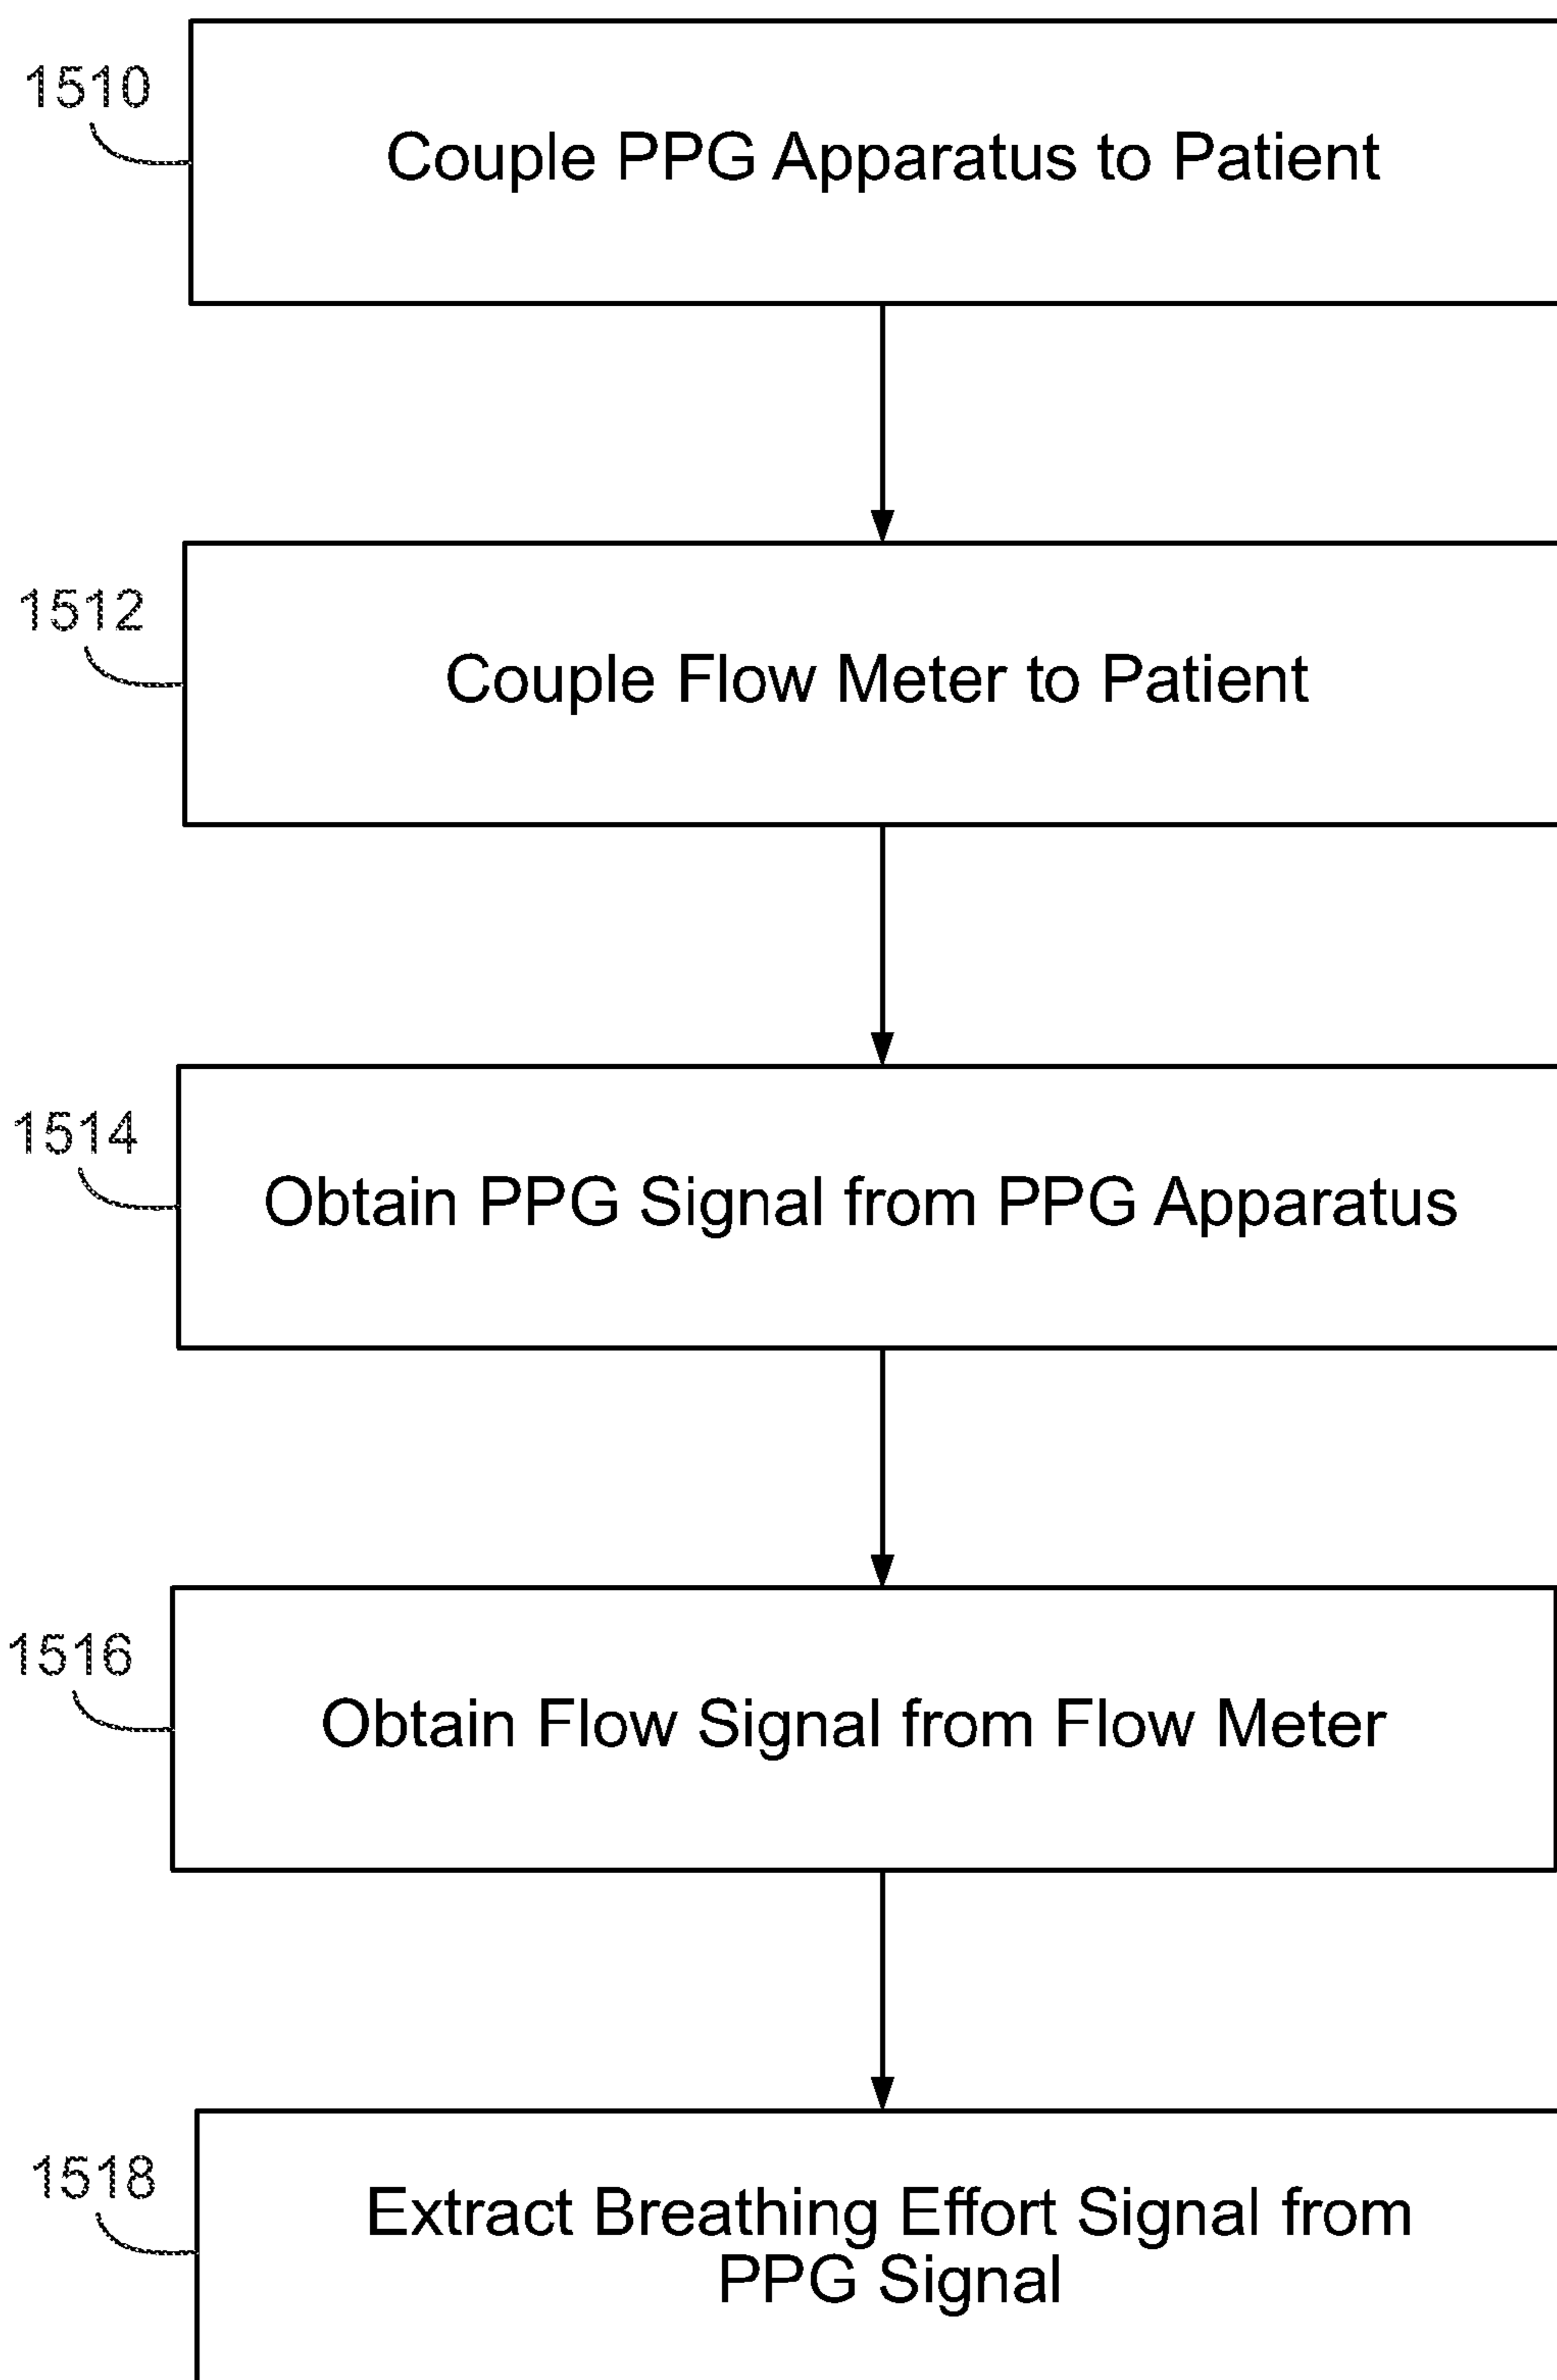 1510
Couple PPG Apparatus to Patient
1512
Couple Flow Meter to Patient
1514
Obtain PPG Signal from PPG Apparatus
1516
Obtain Flow Signal from Flow Meter
1518
Extract Breathing Effort Signal from
PPG Signal